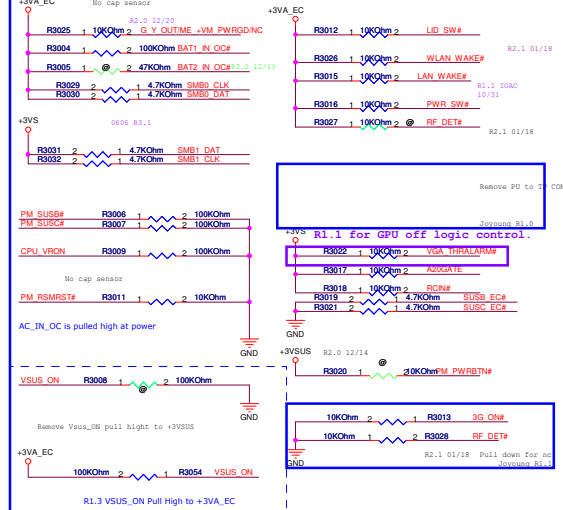 +3VA_EC
No cap sensor
R2.0 12/20
R3025 1 10KOhm 2 G_Y OUT/ME_+VM_PWRGD/NC
R3004 1 2 100KOhm BAT1_IN_OC#
R3005 1 @ 2 47KOhm BAT2_IN_OC# R2.0 12/13
R3029 2 1 4.7KOhm SMB0_CLK
R3030 2 1 4.7KOhm SMB0_DAT
+3VS
0606 R3.1
R3031 2 1 4.7KOhm SMB1_DAT
R3032 2 1 4.7KOhm SMB1_CLK
PM_SUSB# R3006 1 2 100KOhm
PM_SUSC# R3007 1 2 100KOhm
CPU_VRON R3009 1 2 100KOhm
No cap sensor
PM_RSMRST# R3011 1 2 10KOhm
AC_IN_OC is pulled high at power
GND
VSUS_ON R3008 1 @ 2 100KOhm
GND
Remove Vsus_ON pull hight to +3VSUS
+3VA_EC
100KOhm 2 1 R3054 VSUS_ON
R1.3 VSUS_ON Pull High to +3VA_EC
+3VA_EC
R3012 1 10KOhm 2 LID_SW#
R2.1 01/18
R3026 1 10KOhm 2 WLAN_WAKE#
R3015 1 10KOhm 2 LAN_WAKE#
R1.1 IOAC
10/31
R3016 1 10KOhm 2 PWR_SW#
R3027 1 10KOhm 2 @ RF_DET#
R2.1 01/18
Remove PU to TP CON
Joyoung R1.0
+3VS
R1.1 for GPU off logic control.
R3022 1 10KOhm 2 VGA_THRALARM#
R3017 1 10KOhm 2 A20GATE
R3018 1 10KOhm 2 RCIN#
R3019 1 2 4.7KOhm SUSB_EC#
R3021 1 2 4.7KOhm SUSC_EC#
GND
+3VSUS
R2.0 12/14
R3020 1 @ 2 10KOhm PM_PWRBTN#
10KOhm 2 1 R3013 3G_ON#
10KOhm 2 1 R3028 RF_DET#
GND
R2.1 01/18 Pull down for nc
Joyoung R1.1